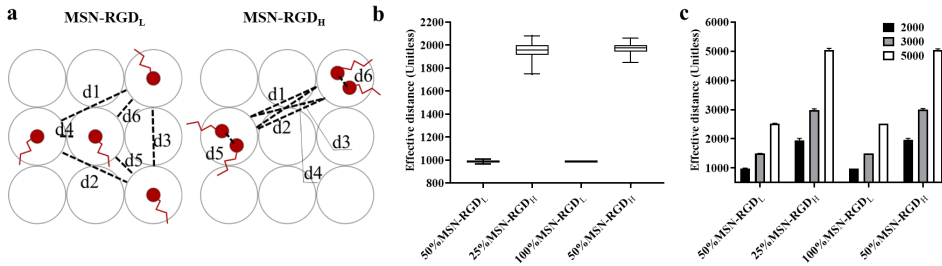 a
MSN-RGDL
MSN-RGDH
d1
d4
d6
d3
d5
d2
d6
d1
d2
d3
d5
d4
b
Effective distance (Unitless)
2200
2000
1800
1600
1400
1200
1000
800
50%MSN-RGDL
25%MSN-RGDH
100%MSN-RGDL
50%MSN-RGDH
c
Effective distance (Unitless)
6000
5000
4000
3000
2000
1000
2000
3000
5000
50%MSN-RGDL
25%MSN-RGDH
100%MSN-RGDL
50%MSN-RGDH